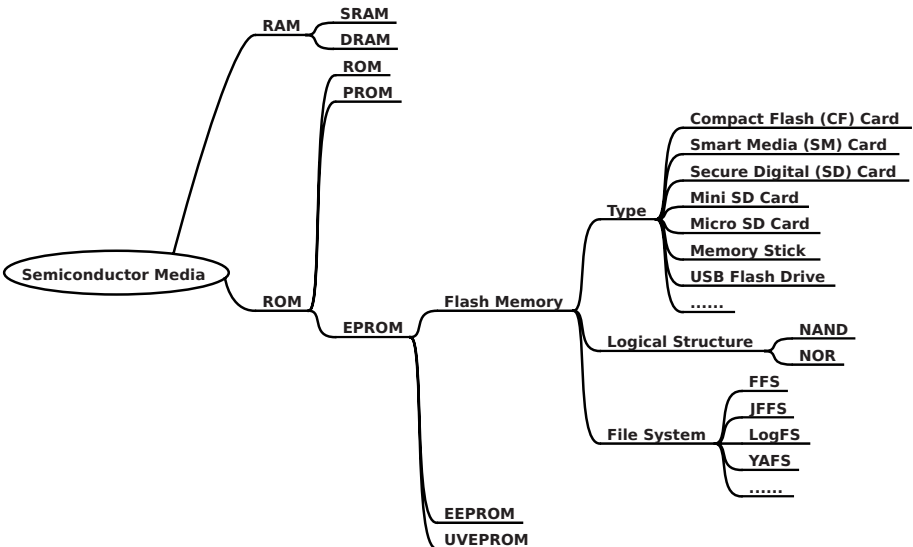 Semiconductor Media
RAM
SRAM
DRAM
ROM
ROM
PROM
EPROM
Flash Memory
Type
Compact Flash (CF) Card
Smart Media (SM) Card
Secure Digital (SD) Card
Mini SD Card
Micro SD Card
Memory Stick
USB Flash Drive
......
Logical Structure
NAND
NOR
File System
FFS
JFFS
LogFS
YAFS
......
EEPROM
UVEPROM